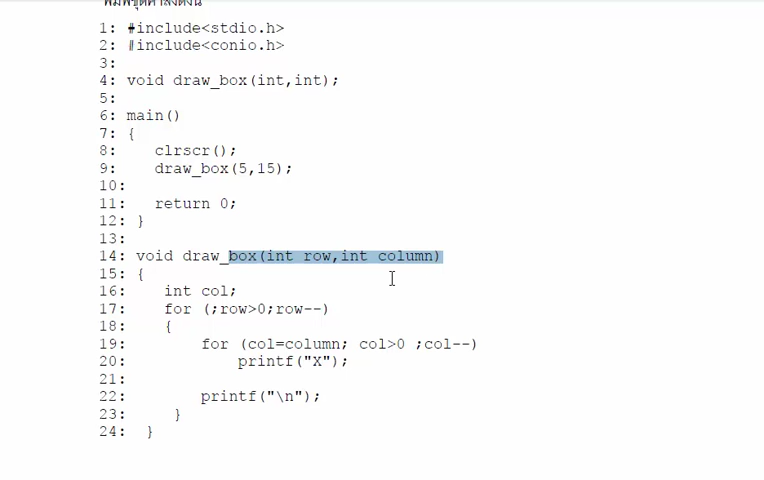 1: #include<stdio.h>
2: #include<conio.h>
3:
4: void draw_box(int,int);
5:
6: main()
7: {
8: clrscr();
9: draw_box(5,15);
10:
11: return 0;
12: }
13:
14: void draw_box(int row,int column)
15: {
16: int col;
17: for (;row>0;row--)
18: {
19: for (col=column; col>0 ;col--)
20: printf("X");
21:
22: printf("\n");
23: }
24: }